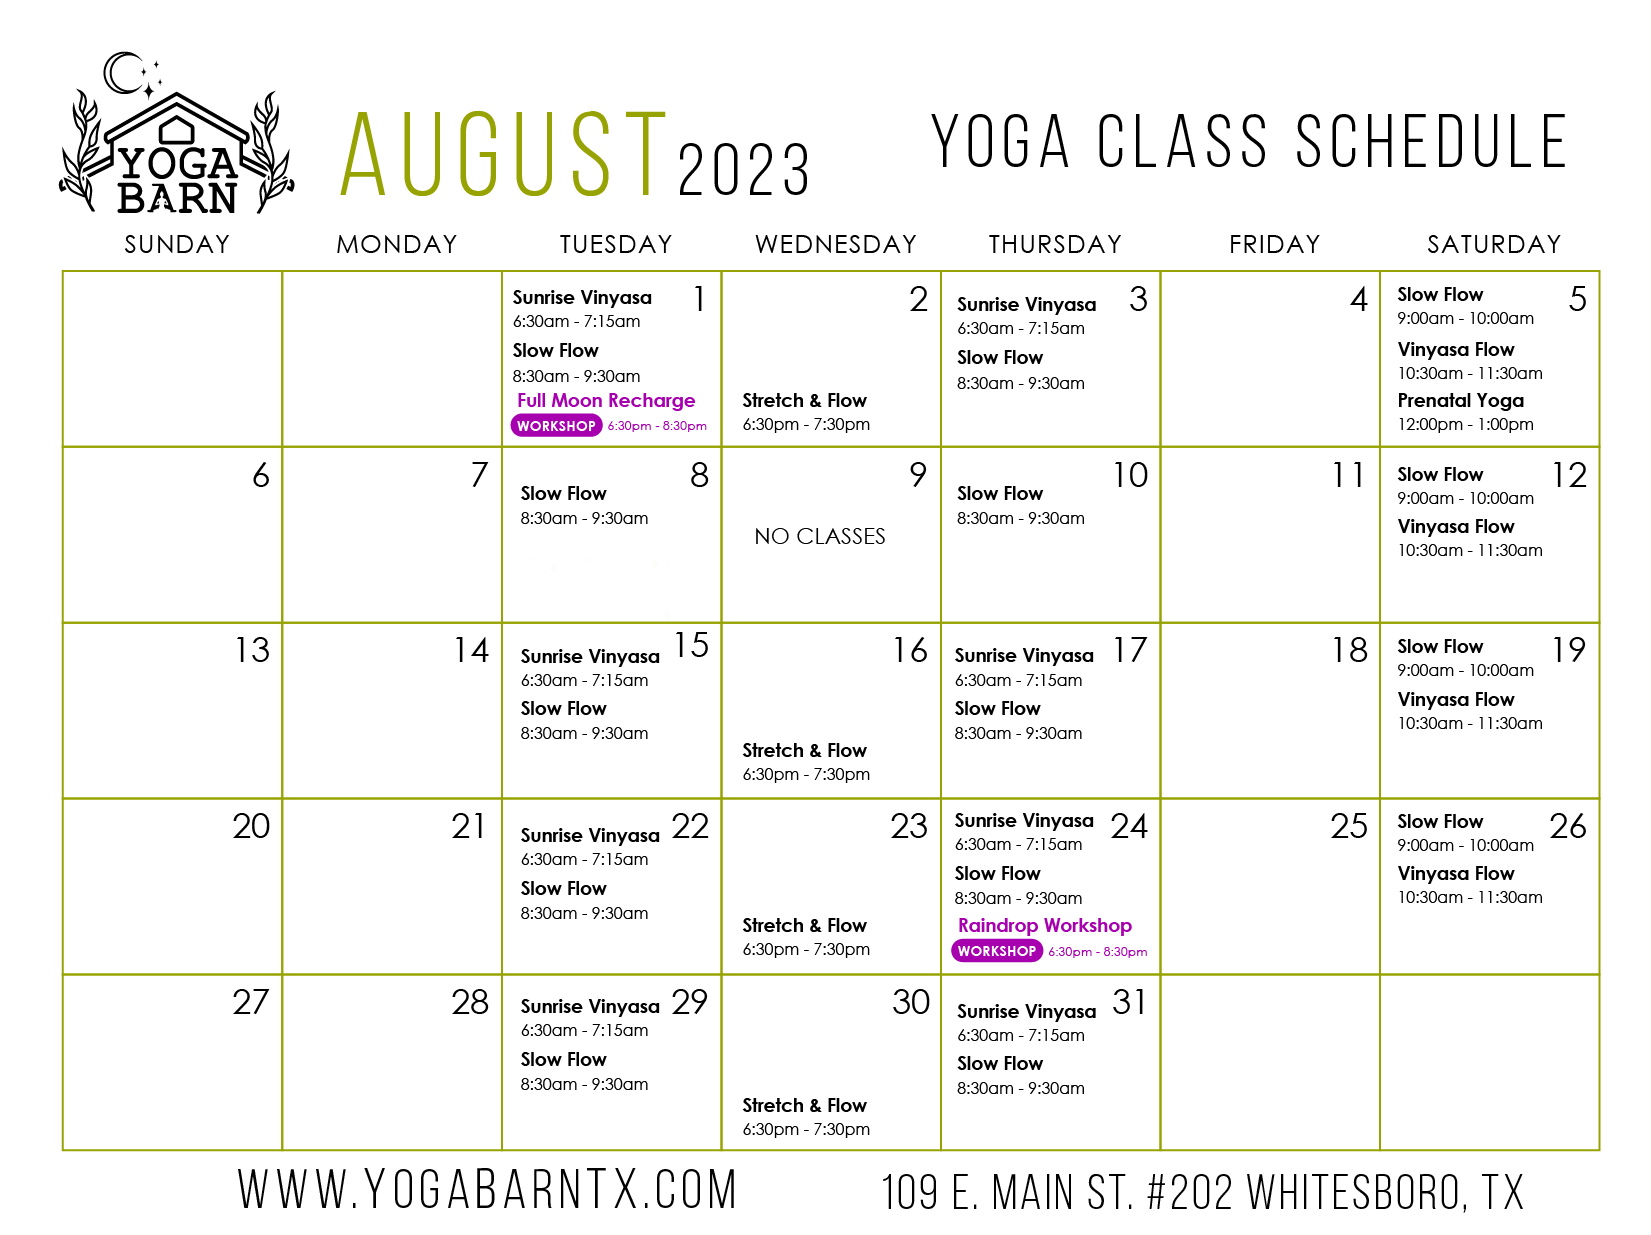 YOGA
BARN
AUGUST 2023
YOGA CLASS SCHEDULE
SUNDAY MONDAY TUESDAY WEDNESDAY THURSDAY FRIDAY SATURDAY
1
Sunrise Vinyasa
6:30am - 7:15am
Slow Flow
8:30am - 9:30am
Full Moon Recharge
WORKSHOP 6:30pm - 8:30pm
2
Stretch & Flow
6:30pm - 7:30pm
3
Sunrise Vinyasa
6:30am - 7:15am
Slow Flow
8:30am - 9:30am
4
5
Slow Flow
9:00am - 10:00am
Vinyasa Flow
10:30am - 11:30am
Prenatal Yoga
12:00pm - 1:00pm
6
7
8
Slow Flow
8:30am - 9:30am
9
NO CLASSES
10
Slow Flow
8:30am - 9:30am
11
12
Slow Flow
9:00am - 10:00am
Vinyasa Flow
10:30am - 11:30am
13
14
15
Sunrise Vinyasa
6:30am - 7:15am
Slow Flow
8:30am - 9:30am
16
Stretch & Flow
6:30pm - 7:30pm
17
Sunrise Vinyasa
6:30am - 7:15am
Slow Flow
8:30am - 9:30am
18
19
Slow Flow
9:00am - 10:00am
Vinyasa Flow
10:30am - 11:30am
20
21
22
Sunrise Vinyasa
6:30am - 7:15am
Slow Flow
8:30am - 9:30am
23
Stretch & Flow
6:30pm - 7:30pm
24
Sunrise Vinyasa
6:30am - 7:15am
Slow Flow
8:30am - 9:30am
Raindrop Workshop
WORKSHOP 6:30pm - 8:30pm
25
26
Slow Flow
9:00am - 10:00am
Vinyasa Flow
10:30am - 11:30am
27
28
29
Sunrise Vinyasa
6:30am - 7:15am
Slow Flow
8:30am - 9:30am
30
Stretch & Flow
6:30pm - 7:30pm
31
Sunrise Vinyasa
6:30am - 7:15am
Slow Flow
8:30am - 9:30am
WWW.YOGABARNTX.COM
109 E. MAIN ST. #202 WHITESBORO, TX